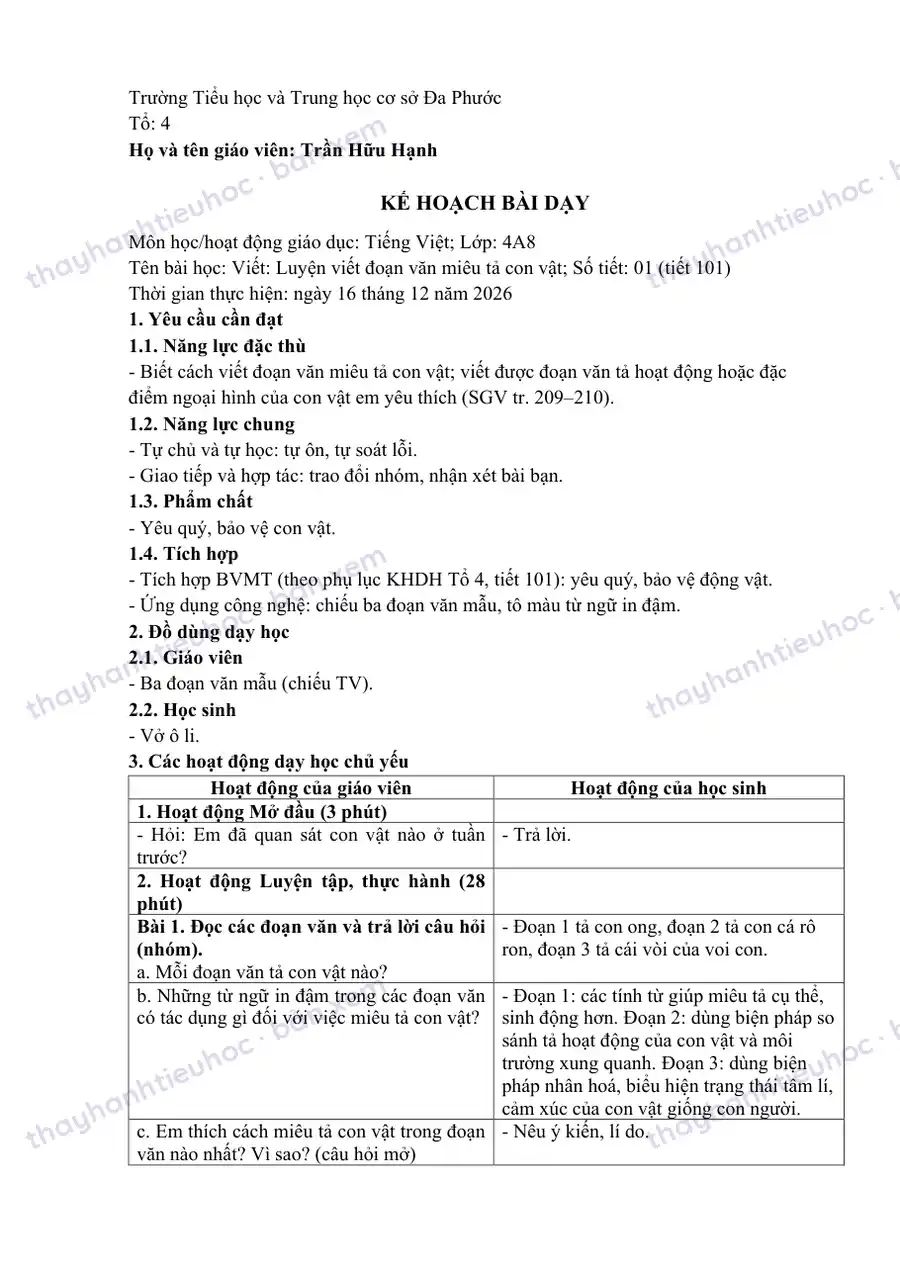 Trường Tiểu học và Trung học cơ sở Đa Phước
Tổ: 4
Họ và tên giáo viên: Trần Hữu Hạnh
KẾ HOẠCH BÀI DẠY
Môn học/hoạt động giáo dục: Tiếng Việt; Lớp: 4A8
Tên bài học: Viết: Luyện viết đoạn văn miêu tả con vật; Số tiết: 01 (tiết 101)
Thời gian thực hiện: ngày 16 tháng 12 năm 2026
1. Yêu cầu cần đạt
1.1. Năng lực đặc thù
- Biết cách viết đoạn văn miêu tả con vật; viết được đoạn văn tả hoạt động hoặc đặc
điểm ngoại hình của con vật em yêu thích (SGV tr. 209–210).
1.2. Năng lực chung
- Tự chủ và tự học: tự ôn, tự soát lỗi.
- Giao tiếp và hợp tác: trao đổi nhóm, nhận xét bài bạn.
1.3. Phẩm chất
- Yêu quý, bảo vệ con vật.
1.4. Tích hợp
- Tích hợp BVMT (theo phụ lục KHDH Tổ 4, tiết 101): yêu quý, bảo vệ động vật.
- Ứng dụng công nghệ: chiếu ba đoạn văn mẫu, tô màu từ ngữ in đậm.
2. Đồ dùng dạy học
2.1. Giáo viên
- Ba đoạn văn mẫu (chiếu TV).
2.2. Học sinh
- Vở ô li.
3. Các hoạt động dạy học chủ yếu
Hoạt động của giáo viên
Hoạt động của học sinh
1. Hoạt động Mở đầu (3 phút)
- Hỏi: Em đã quan sát con vật nào ở tuần
trước?
- Trả lời.
2. Hoạt động Luyện tập, thực hành (28
phút)
Bài 1. Đọc các đoạn văn và trả lời câu hỏi
(nhóm).
a. Mỗi đoạn văn tả con vật nào?
- Đoạn 1 tả con ong, đoạn 2 tả con cá rô
ron, đoạn 3 tả cái vòi của voi con.
b. Những từ ngữ in đậm trong các đoạn văn
có tác dụng gì đối với việc miêu tả con vật?
- Đoạn 1: các tính từ giúp miêu tả cụ thể,
sinh động hơn. Đoạn 2: dùng biện pháp so
sánh tả hoạt động của con vật và môi
trường xung quanh. Đoạn 3: dùng biện
pháp nhân hoá, biểu hiện trạng thái tâm lí,
cảm xúc của con vật giống con người.
c. Em thích cách miêu tả con vật trong đoạn
văn nào nhất? Vì sao? (câu hỏi mở)
- Nêu ý kiến, lí do.
thayhanhtieuhoc · bản xem
thayhanhtieuhoc · b
thayhanhtieuhoc · bản xem
thayhanhtieuhoc · b
thayhanhtieuhoc · bản xem
thayhanhtieuhoc · b